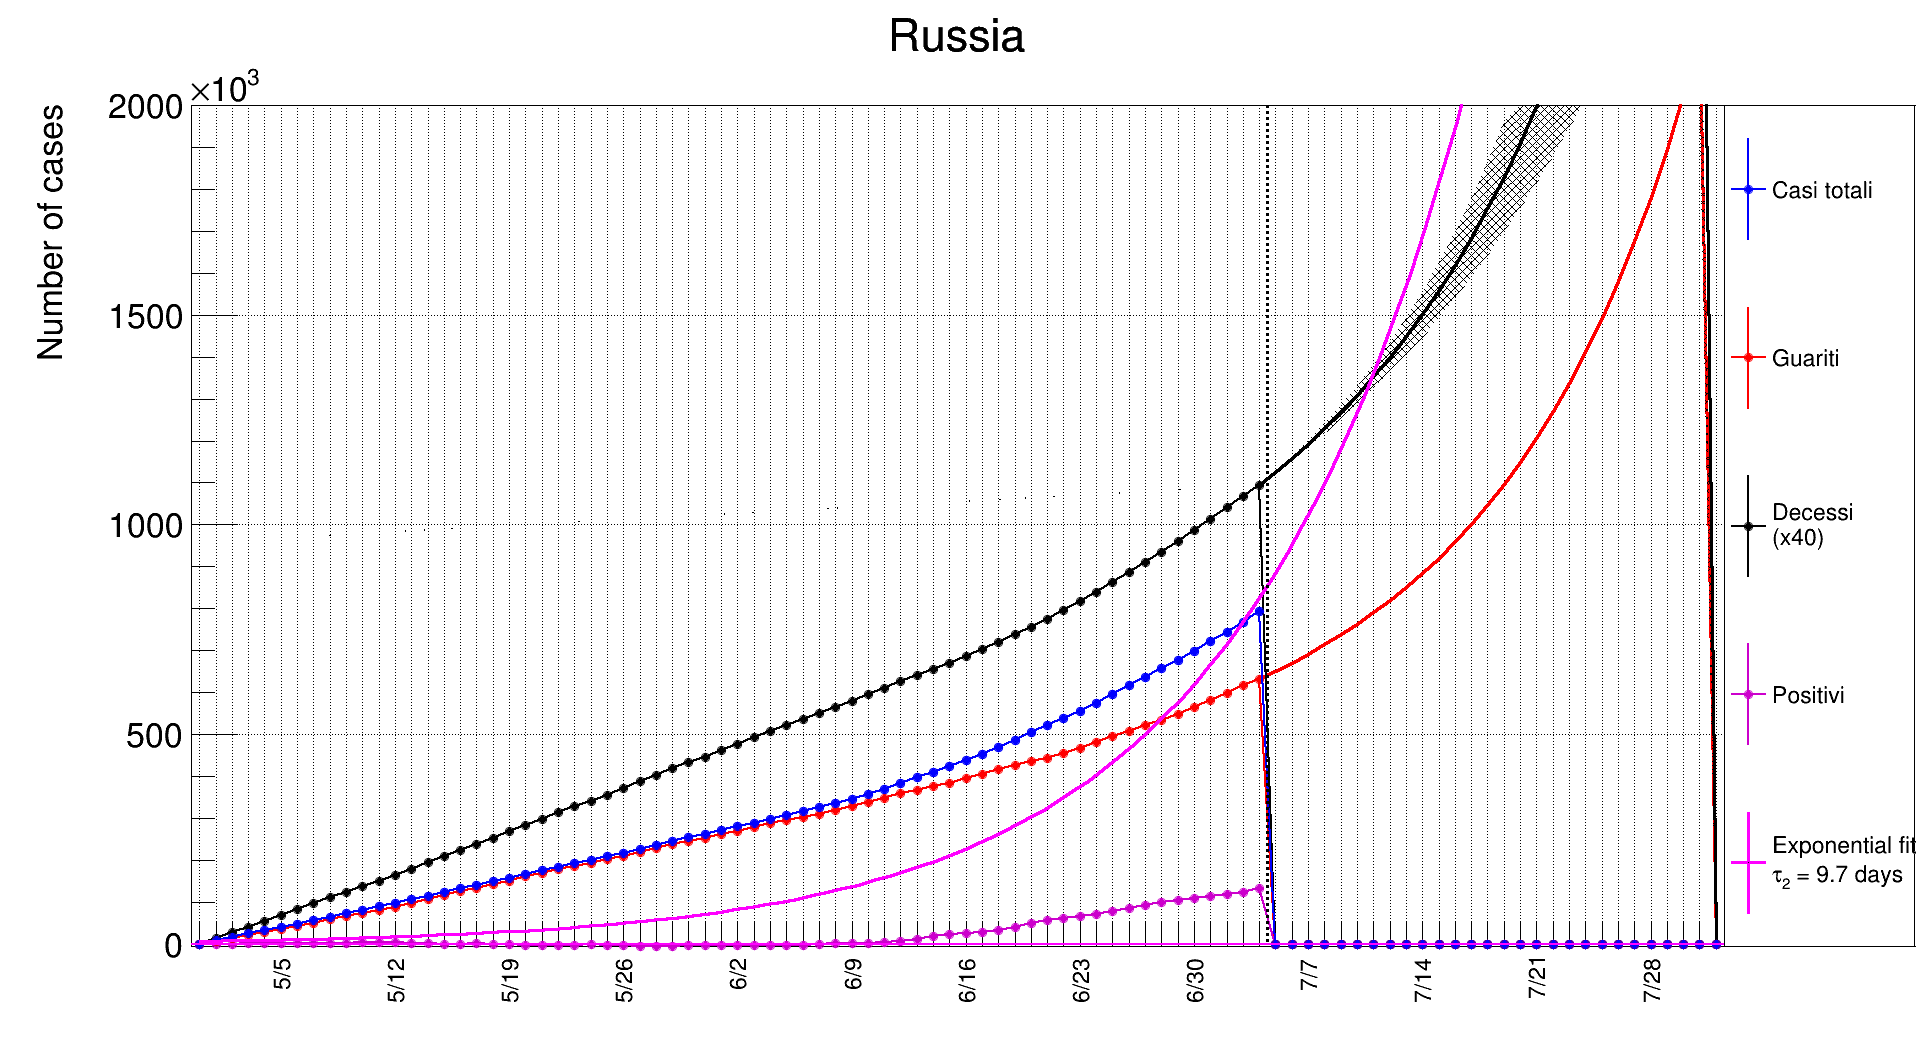 Russia
×10³
Number of cases
2000
1500
1000
500
0
5/5
5/12
5/19
5/26
6/2
6/9
6/16
6/23
6/30
7/7
7/14
7/21
7/28
Casi totali
Guariti
Decessi
(x40)
Positivi
Exponential fit
τ₂ = 9.7 days